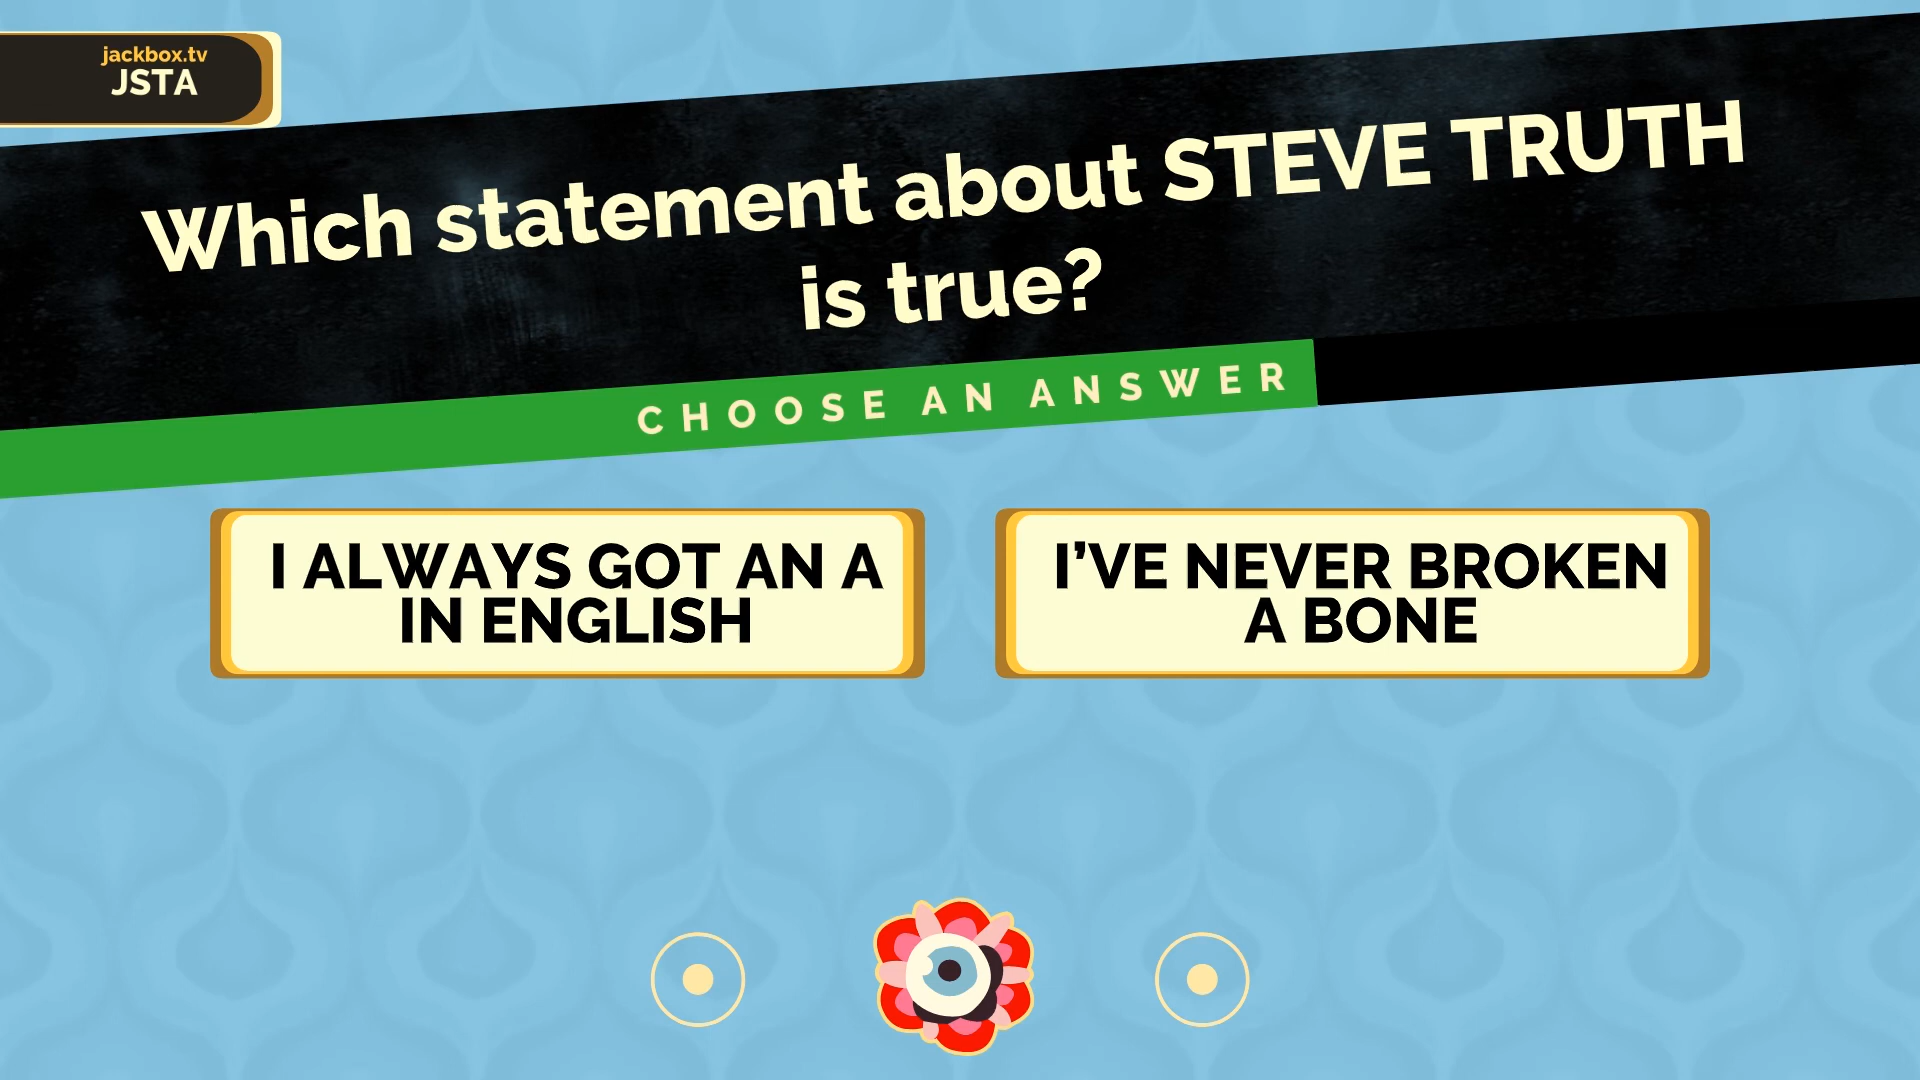 jackbox.tv
JSTA
Which statement about STEVE TRUTH
is true?
CHOOSE AN ANSWER
I ALWAYS GOT AN A
IN ENGLISH
I’VE NEVER BROKEN
A BONE